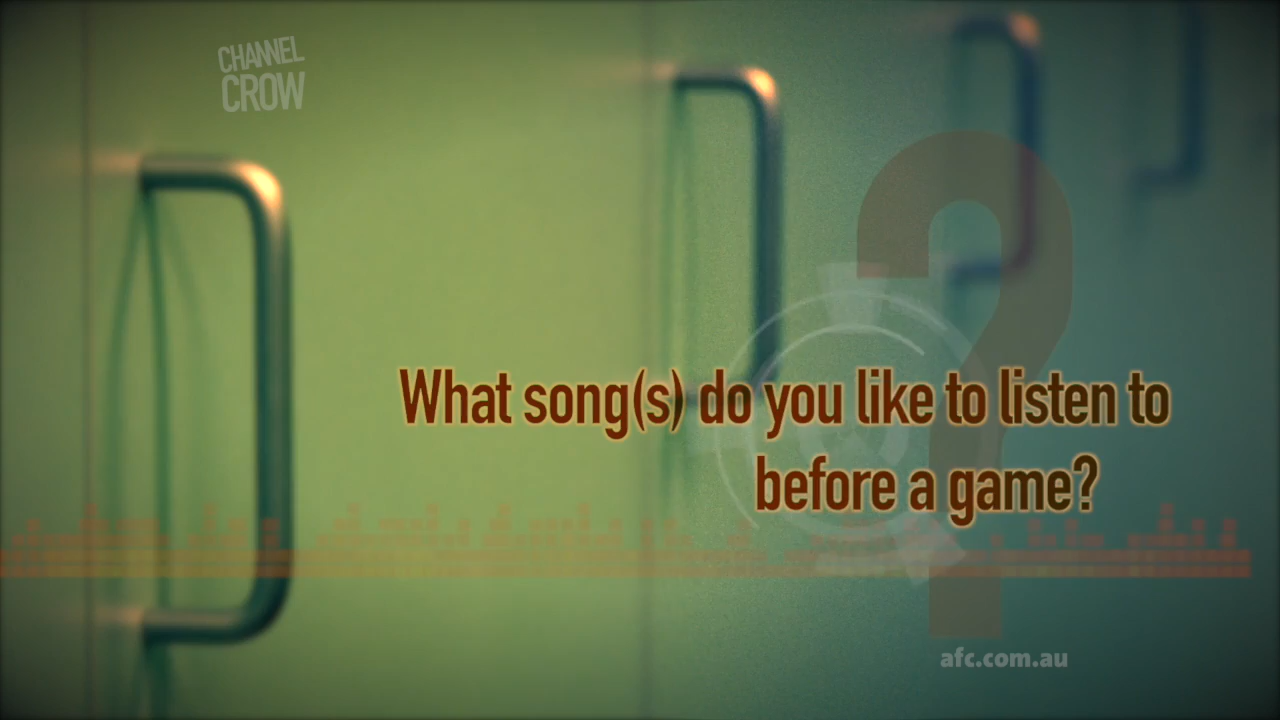 CHANNEL
CROW
What song(s) do you like to listen to
before a game?
afc.com.au